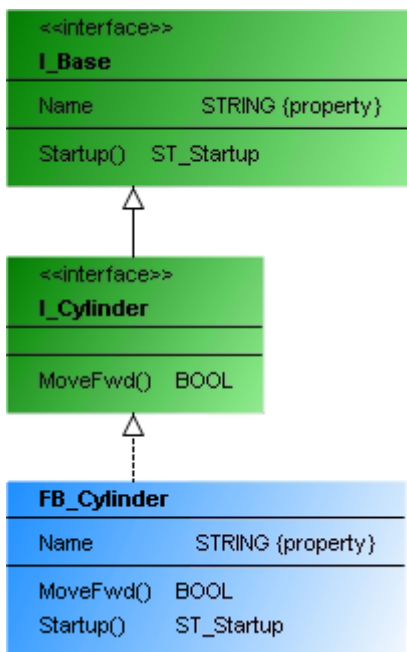 <<interface>>
I_Base
Name STRING {property}
Startup() ST_Startup
<<interface>>
I_Cylinder
MoveFwd() BOOL
FB_Cylinder
Name STRING {property}
MoveFwd() BOOL
Startup() ST_Startup